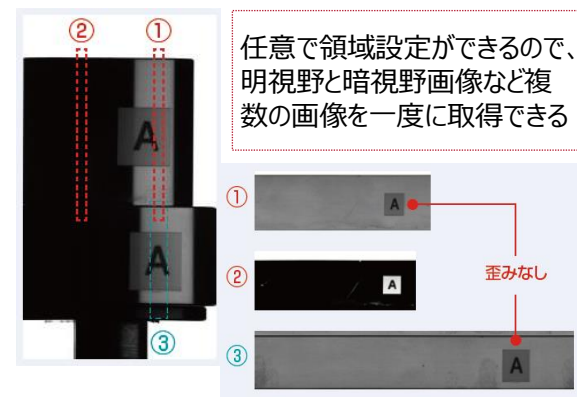 ② ①
任意で領域設定ができるので、
明視野と暗視野画像など複
数の画像を一度に取得できる
A
A
③
① A
② A
歪みなし
③ A